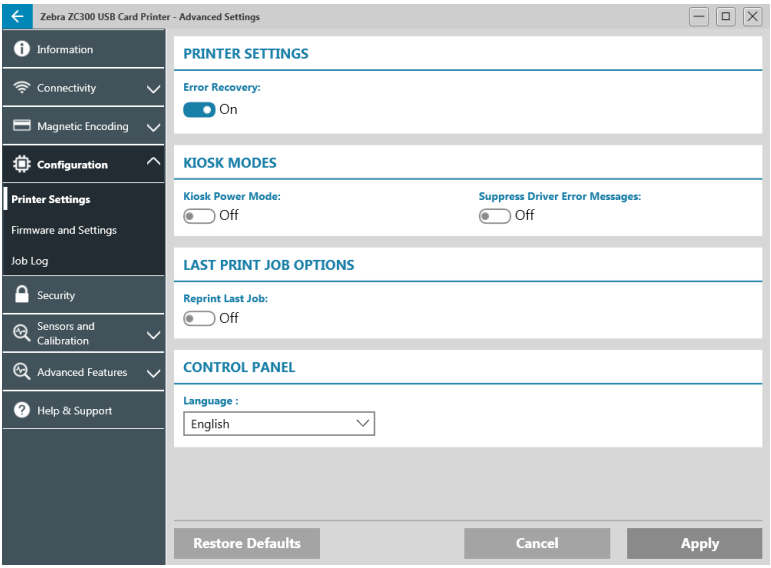 Zebra ZC300 USB Card Printer - Advanced Settings
Information
Connectivity
Magnetic Encoding
Configuration
Printer Settings
Firmware and Settings
Job Log
Security
Sensors and
Calibration
Advanced Features
Help & Support
PRINTER SETTINGS
Error Recovery:
On
KIOSK MODES
Kiosk Power Mode:
Off
Suppress Driver Error Messages:
Off
LAST PRINT JOB OPTIONS
Reprint Last Job:
Off
CONTROL PANEL
Language :
English
Restore Defaults
Cancel
Apply